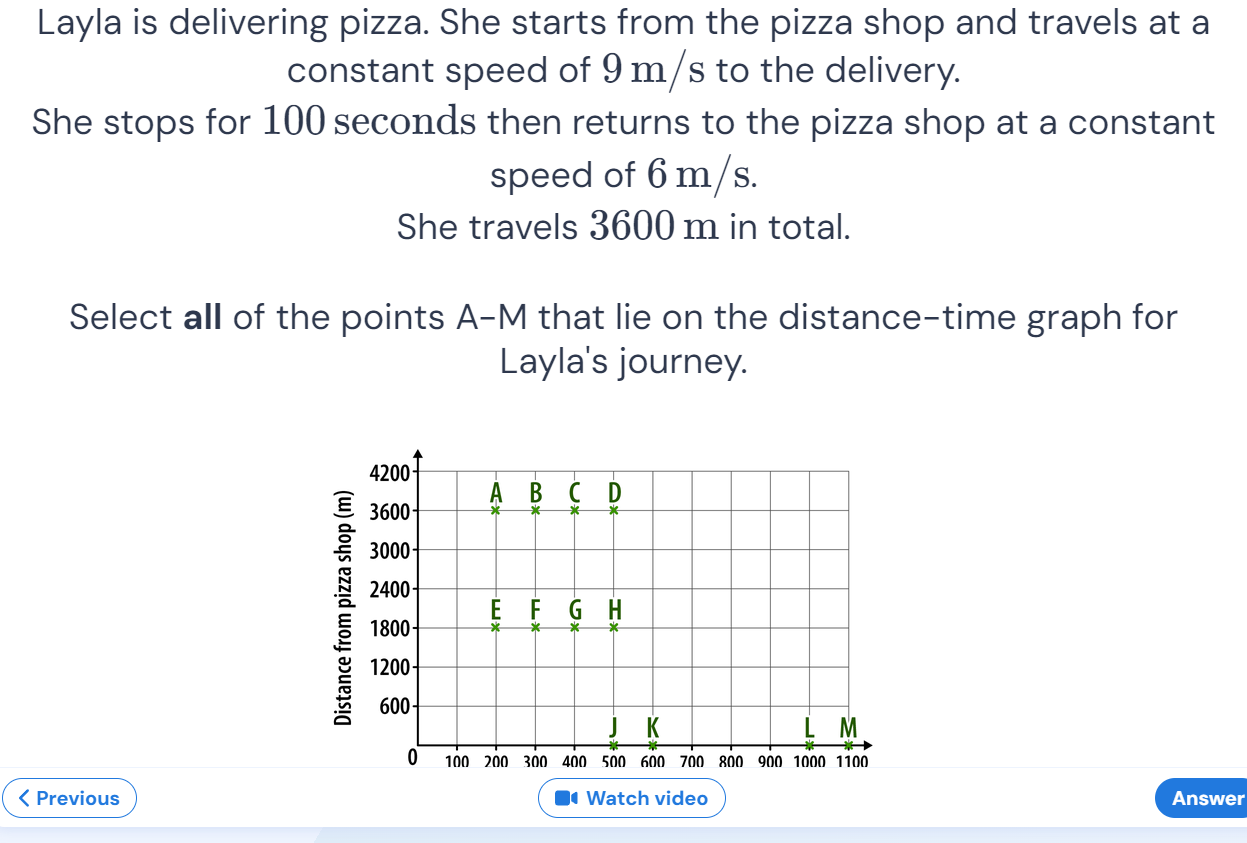 Layla is delivering pizza. She starts from the pizza shop and travels at a
constant speed of 9 m/s to the delivery.
She stops for 100 seconds then returns to the pizza shop at a constant
speed of 6 m/s.
She travels 3600 m in total.
Select all of the points A-M that lie on the distance-time graph for
Layla's journey.
Distance from pizza shop (m)
4200
A B C D
3600
3000
2400
E F G H
1800
1200
600
J K L M
0 100 200 300 400 500 600 700 800 900 1000 1100
Previous
Watch video
Answer